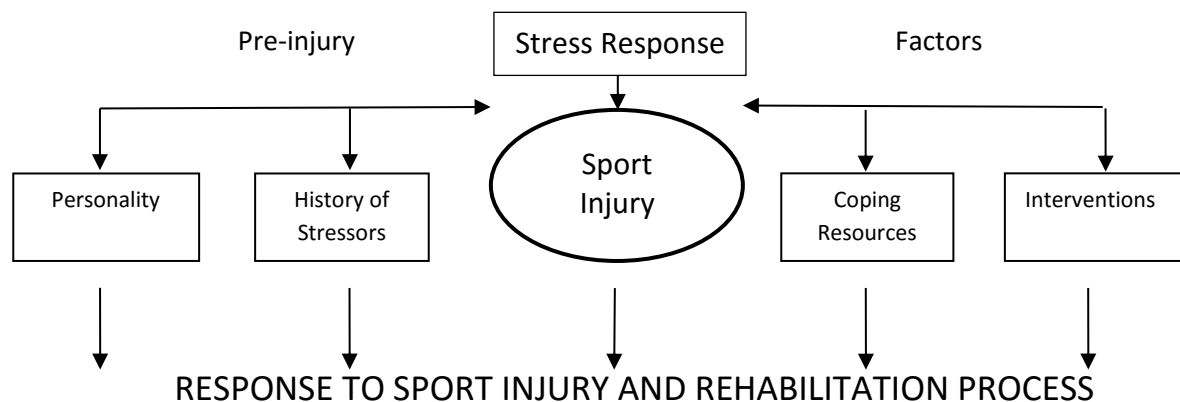 Pre-injury
Stress Response
Factors
Personality
History of
Stressors
Sport
Injury
Coping
Resources
Interventions
RESPONSE TO SPORT INJURY AND REHABILITATION PROCESS